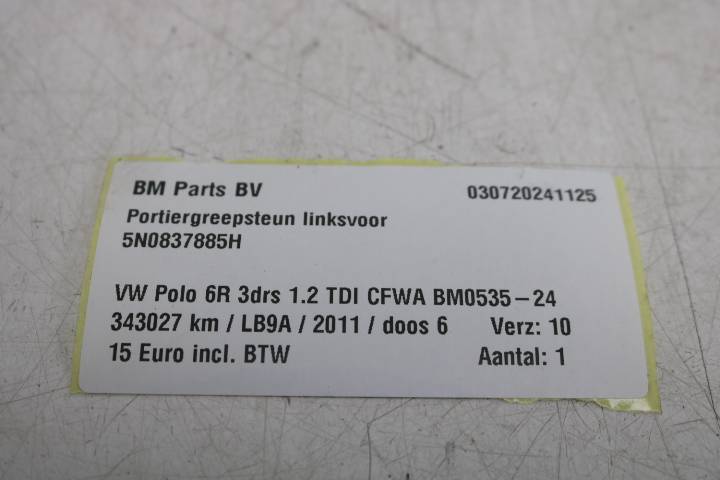 BM Parts BV 030720241125
Portiergreepsteun linksvoor
5N0837885H
VW Polo 6R 3drs 1.2 TDI CFWA BM0535-24
343027 km / LB9A / 2011 / doos 6 Verz: 10
15 Euro incl. BTW Aantal: 1